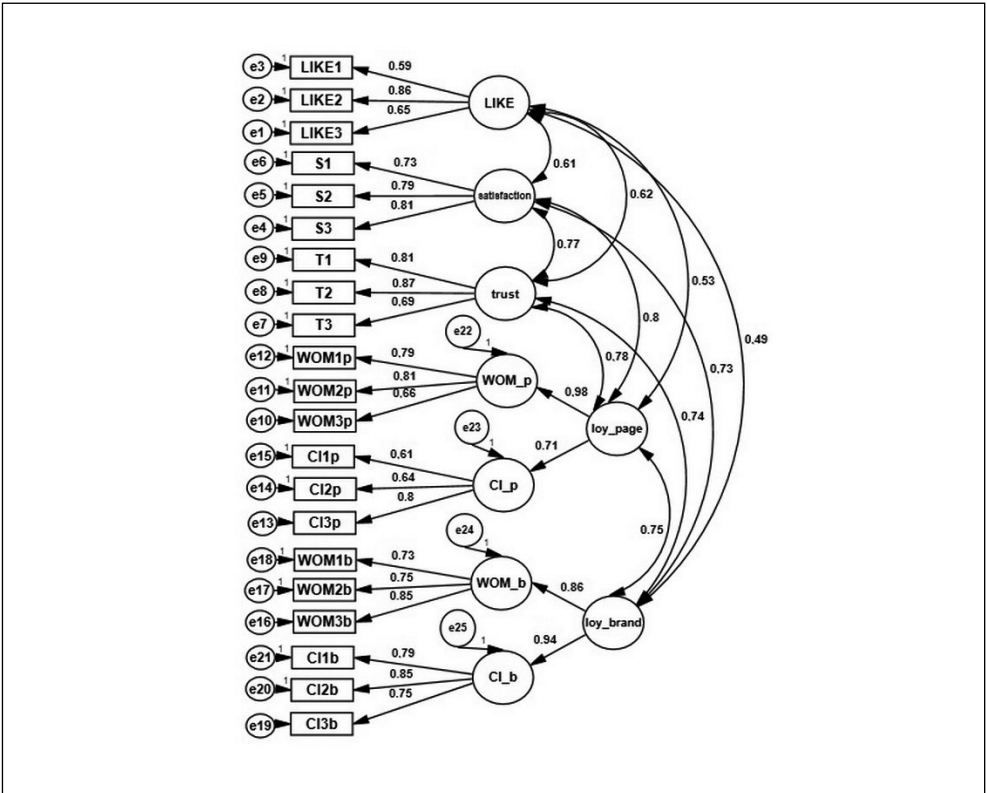 e3 1 LIKE1 0.59
e2 1 LIKE2 0.86 LIKE
e1 1 LIKE3 0.65
e6 1 S1 0.73 0.61
e5 1 S2 0.79 satisfaction 0.62
e4 1 S3 0.81
0.77
e9 1 T1 0.81
e8 1 T2 0.87 trust 0.53
e7 1 T3 0,69
e22 1 0.8
e12 1 WOM1p 0.79 0.78 0.49
e11 1 WOM2p 0.81 WOM_p 0.73
e10 1 WOM3p 0.66 0.98
0.74
e23 1 loy_page
e15 1 CI1p 0.61 0.71
e14 1 CI2p 0.64 CI_p
e13 CI3p 0.8
e24 1 0.75
e18 1 WOM1b 0.73
e17 1 WOM2b 0.75 WOM_b 0.86
e16 WOM3b 0.85 loy_brand
e25 1 0.94
e21 1 CI1b 0.79
e20 1 CI2b 0.85 CI_b
e19 CI3b 0.75